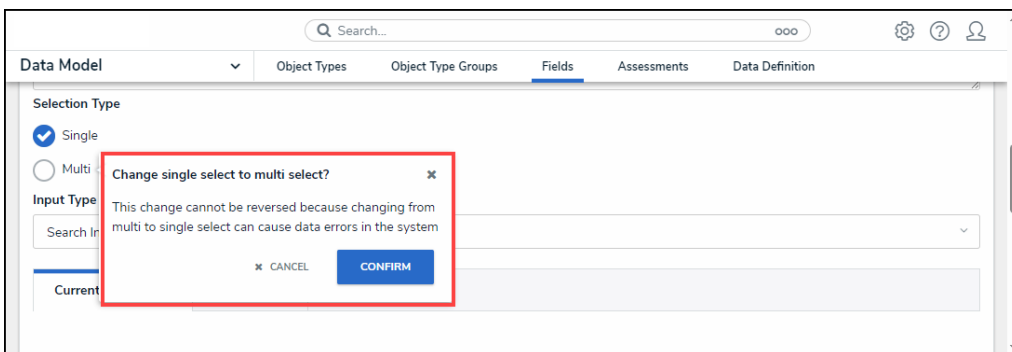 Search...
Data Model
Object Types
Object Type Groups
Fields
Assessments
Data Definition
Selection Type
Single
Multi
Change single select to multi select?
This change cannot be reversed because changing from
multi to single select can cause data errors in the system
CANCEL
CONFIRM
Input Type
Search In
Current